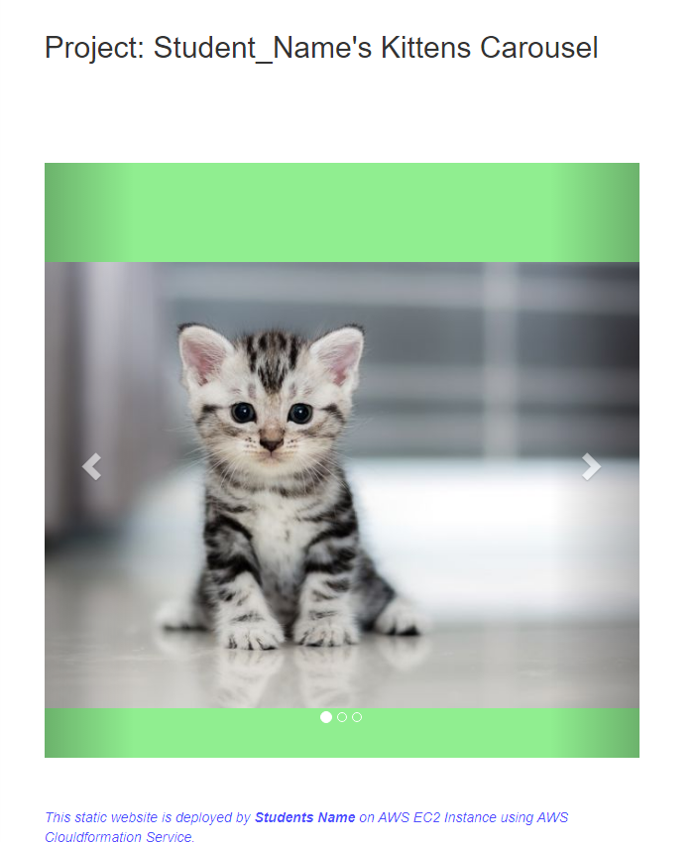 Project: Student_Name's Kittens Carousel
This static website is deployed by Students Name on AWS EC2 Instance using AWS
Clouidformation Service.